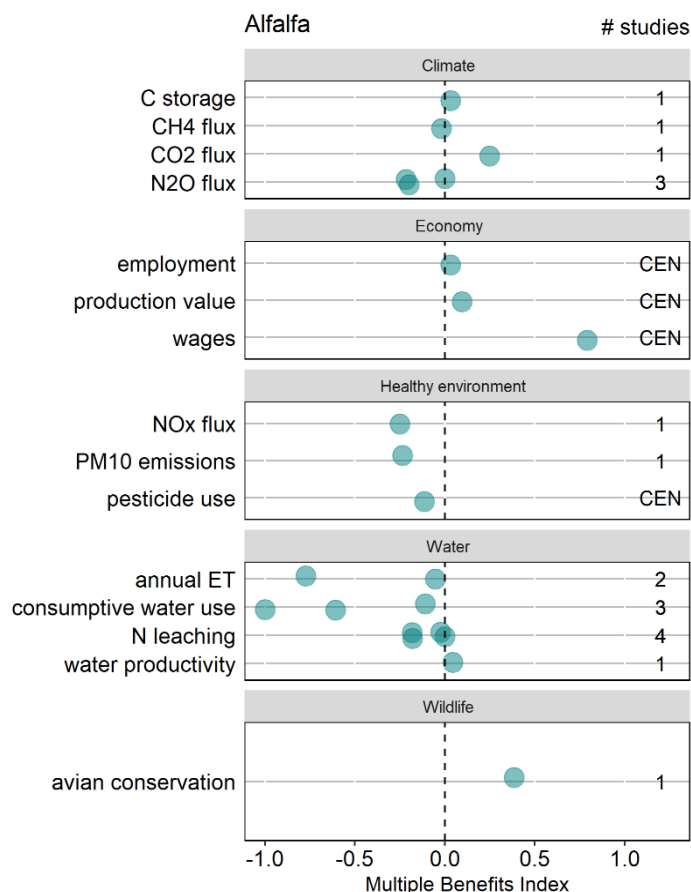 Alfalfa # studies
Climate
C storage 1
CH4 flux 1
CO2 flux 1
N2O flux 3
Economy
employment CEN
production value CEN
wages CEN
Healthy environment
NOx flux 1
PM10 emissions 1
pesticide use CEN
Water
annual ET 2
consumptive water use 3
N leaching 4
water productivity 1
Wildlife
avian conservation 1
-1.0 -0.5 0.0 0.5 1.0
Multiple Benefits Index